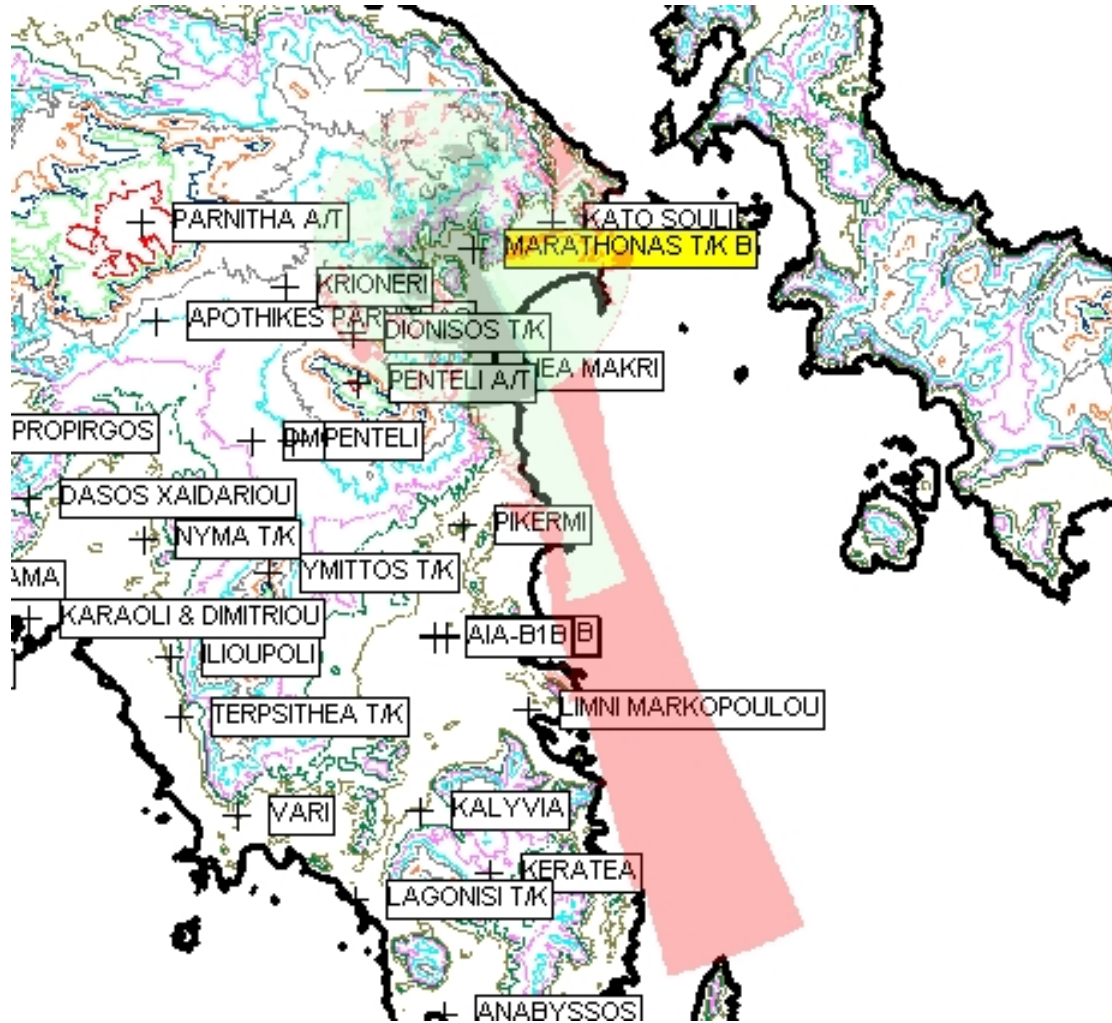 PARNITHA A/T
KATO SOULI
MARATHONAS T/K B
KRIONERI
APOTHIKES
DIONISOS T/K
PENTELI A/T
MAKRI
PROPIRGOS
PENTELI
DASOS XAIDARIOU
NYMA T/K
PIKERMI
YMITTOS T/K
AMA
KARAOLI & DIMITRIOU
AIA-B1B B
ILIOUPOLI
LIMNI MARKOPOULOU
TERPSITHEA T/K
VARI
KALYVIA
KERATEA
LAGONISI T/K
ANABYSSOS